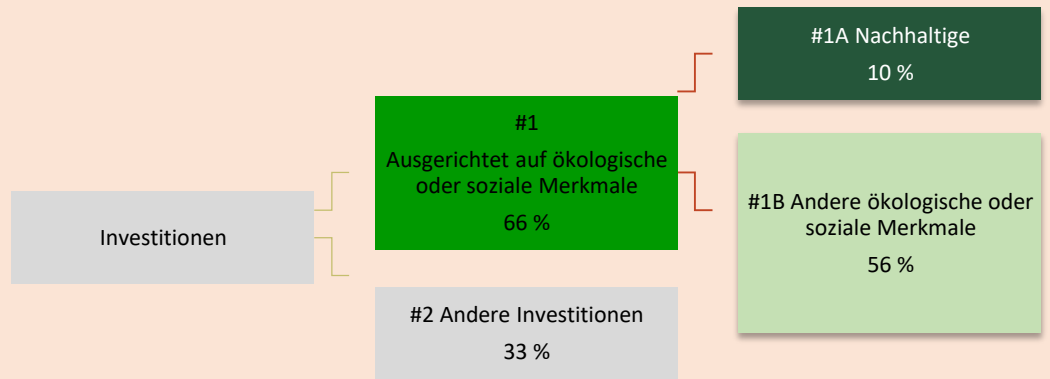 Investitionen
#1
Ausgerichtet auf ökologische
oder soziale Merkmale
66 %
#2 Andere Investitionen
33 %
#1A Nachhaltige
10 %
#1B Andere ökologische oder
soziale Merkmale
56 %